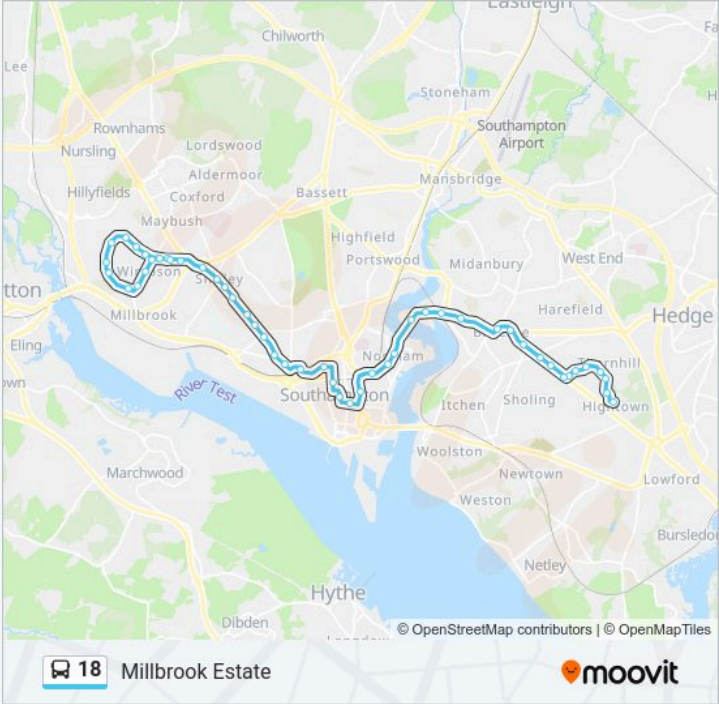 Eastleigh
Chilworth
Lee
Stoneham
Rownhams
Southampton
Airport
Nursling
Lordswood
Aldermoor
Mansbridge
Hillyfields
Coxford
Bassett
Maybush
Highfield
Portswood
West End
Midanbury
tton
Millbrook
Harefield
Hedge
Eling
own
River Test
Itchen
Sholing
Woolston
Marchwood
Newtown
Lowford
Weston
Bursledo
Netley
Hythe
Dibden
© OpenStreetMap contributors | © OpenMapTiles
18 Millbrook Estate
moovit